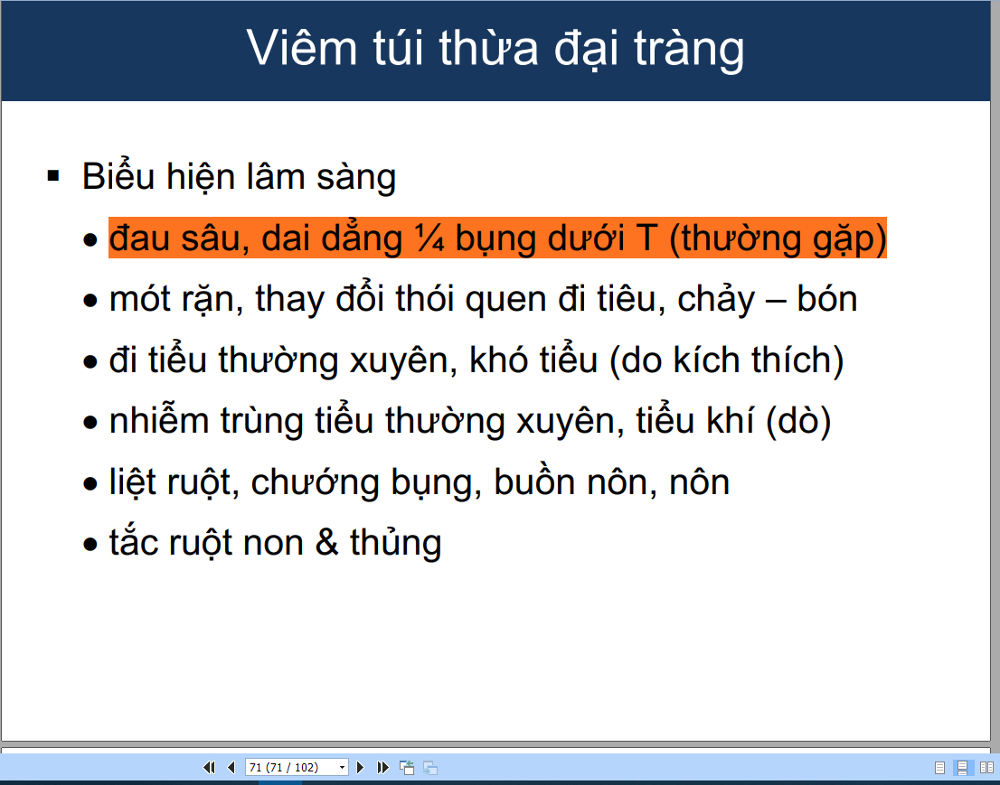 Viêm túi thừa đại tràng
▪ Biểu hiện lâm sàng
• đau sâu, dai dẳng ¼ bụng dưới T (thường gặp)
• mót rặn, thay đổi thói quen đi tiêu, chảy – bón
• đi tiểu thường xuyên, khó tiểu (do kích thích)
• nhiễm trùng tiểu thường xuyên, tiểu khí (dò)
• liệt ruột, chướng bụng, buồn nôn, nôn
• tắc ruột non & thủng
71 (71 / 102)